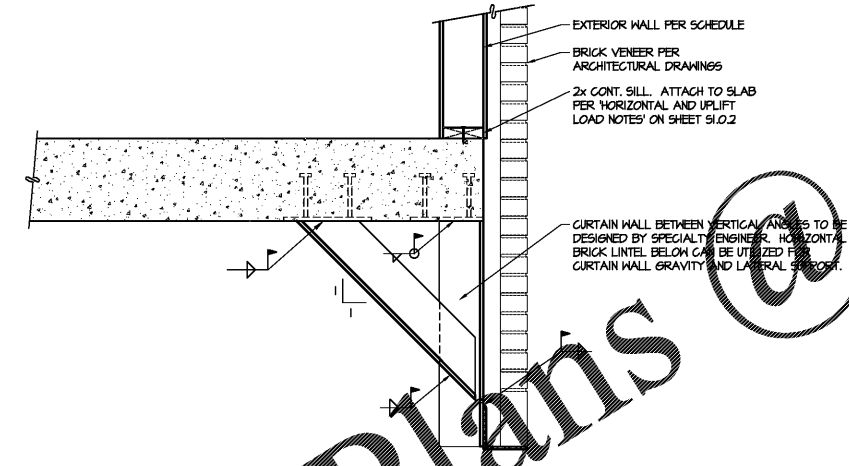 EXTERIOR WALL PER SCHEDULE
BRICK VENEER PER
ARCHITECTURAL DRAWINGS
2x CONT. SILL. ATTACH TO SLAB
PER 'HORIZONTAL AND UPLIFT
LOAD NOTES' ON SHEET S1.0.2
CURTAIN WALL BETWEEN VERTICAL ANGLES TO BE
DESIGNED BY SPECIALTY ENGINEER. HORIZONTAL
BRICK LINTEL BELOW CAN BE UTILIZED FOR
CURTAIN WALL GRAVITY AND LATERAL SUPPORT.
I
I
Plans @